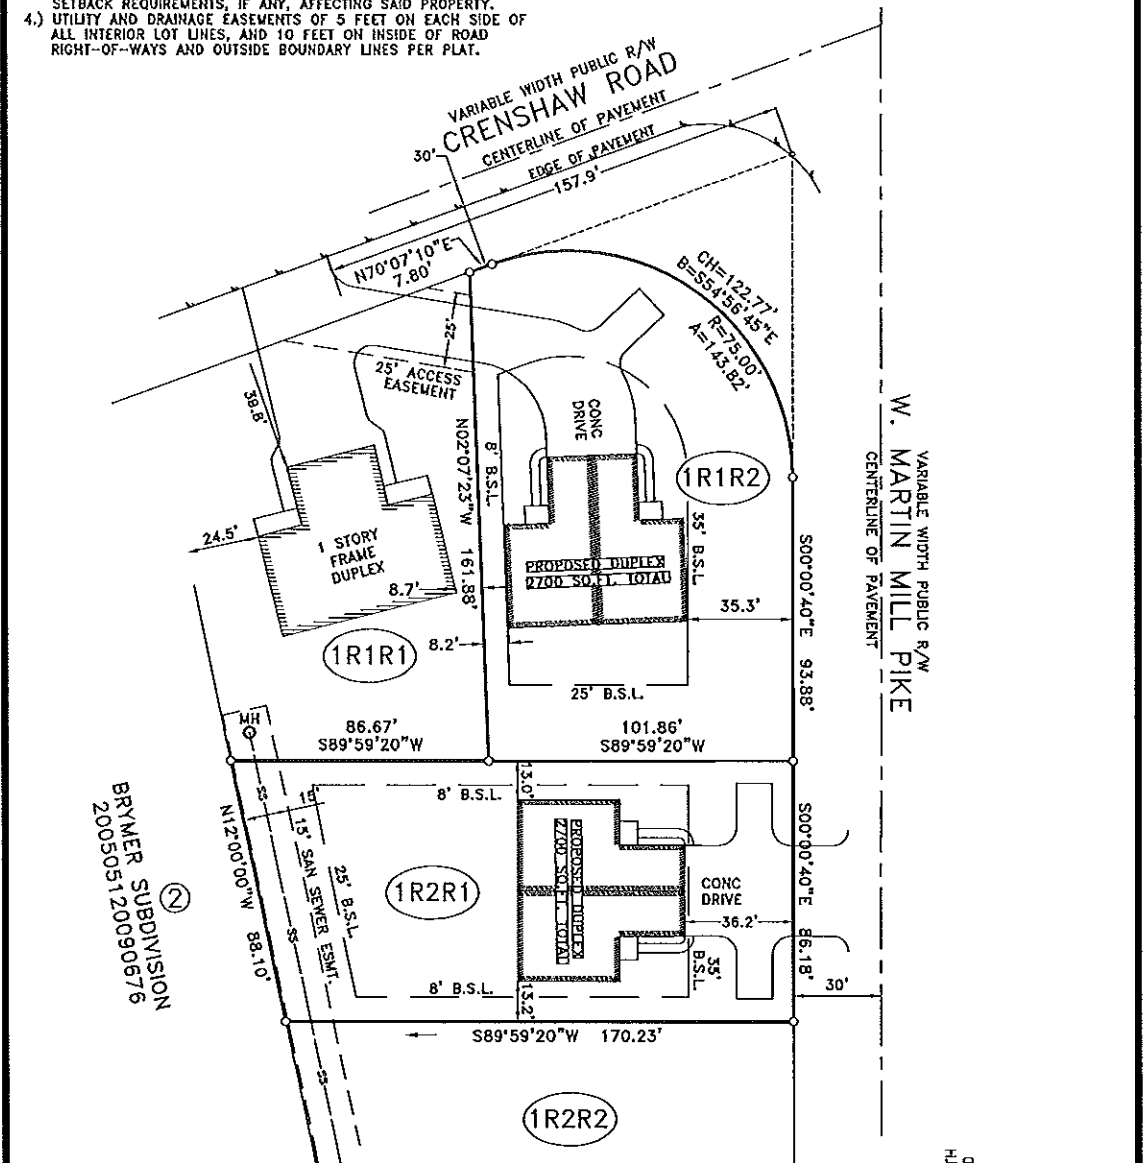 SETBACK REQUIREMENTS, IF ANY, AFFECTING SAID PROPERTY.
4.) UTILITY AND DRAINAGE EASEMENTS OF 5 FEET ON EACH SIDE OF
ALL INTERIOR LOT LINES, AND 10 FEET ON INSIDE OF ROAD
RIGHT-OF-WAYS AND OUTSIDE BOUNDARY LINES PER PLAT.
VARIABLE WIDTH PUBLIC R/W
CRENSHAW ROAD
CENTERLINE OF PAVEMENT
30'
EDGE OF PAVEMENT
157.9'
N70°07'10"E
7.80'
CH=122.77'
B=S54°56'45"E
R=75.00'
A=143.82'
25'
25' ACCESS
EASEMENT
38.8'
CONC
DRIVE
N02°07'23"W 161.88'
8' B.S.L.
1R1R2
W. MARTIN MILL PIKE
VARIABLE WIDTH PUBLIC R/W
CENTERLINE OF PAVEMENT
24.5'
1 STORY
FRAME
DUPLEX
8.7'
PROPOSED DUPLEX
2700 SQ.FT. TOTAL
35' B.S.L.
35.3'
S00°00'40"E 93.88'
8.2'
1R1R1
25' B.S.L.
MH
86.67'
S89°59'20"W
101.86'
S89°59'20"W
13.0'
8' B.S.L.
15'
SS
15' SAN SEWER ESMT.
25' B.S.L.
N12°00'00"W 88.10'
BRYMER SUBDIVISION
200505120090676
2
1R2R1
PROPOSED DUPLEX
2700 SQ.FT. TOTAL
CONC
DRIVE
36.2'
S00°00'40"E 86.18'
35'
B.S.L.
30'
SS
8' B.S.L.
13.2'
S89°59'20"W 170.23'
SS
1R2R2